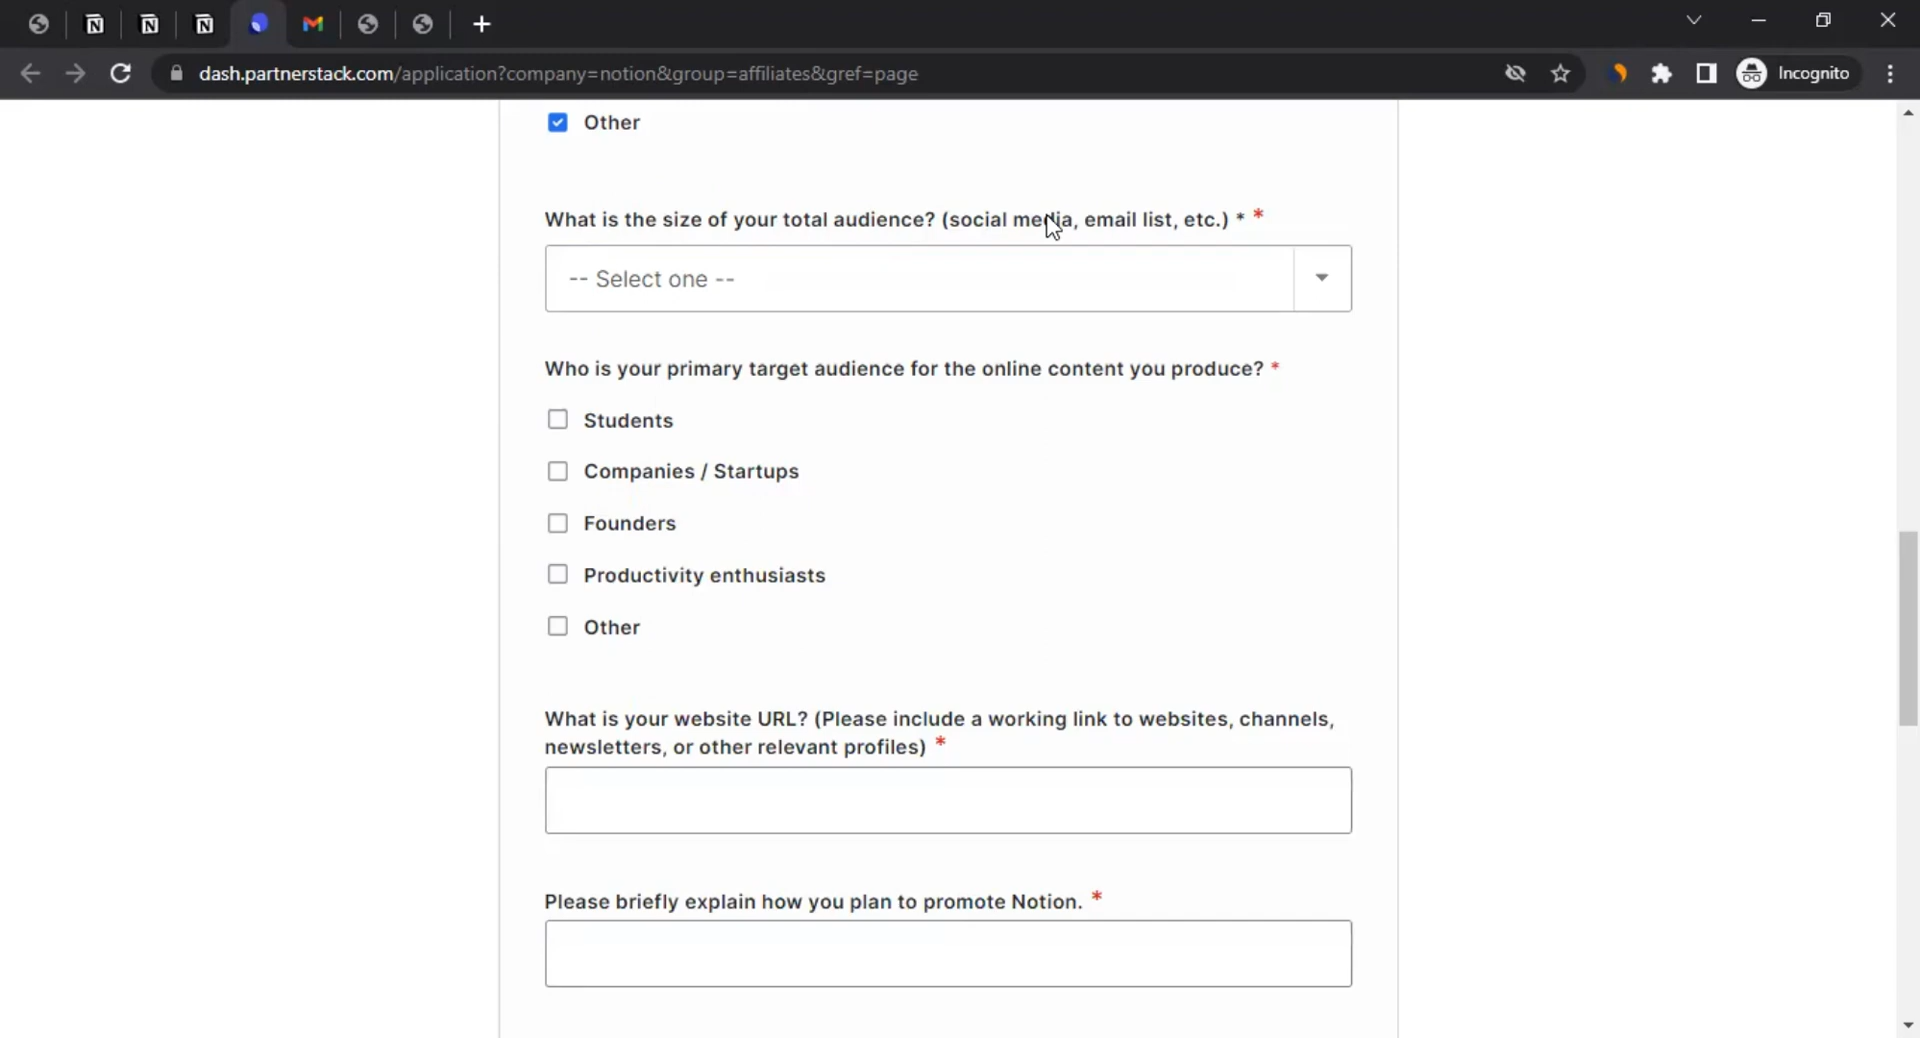 dash.partnerstack.com/application?company=notion&group=affiliates&gref=page
Incognito
Other
What is the size of your total audience? (social media, email list, etc.) * *
-- Select one --
Who is your primary target audience for the online content you produce? *
Students
Companies / Startups
Founders
Productivity enthusiasts
Other
What is your website URL? (Please include a working link to websites, channels,
newsletters, or other relevant profiles) *
Please briefly explain how you plan to promote Notion. *